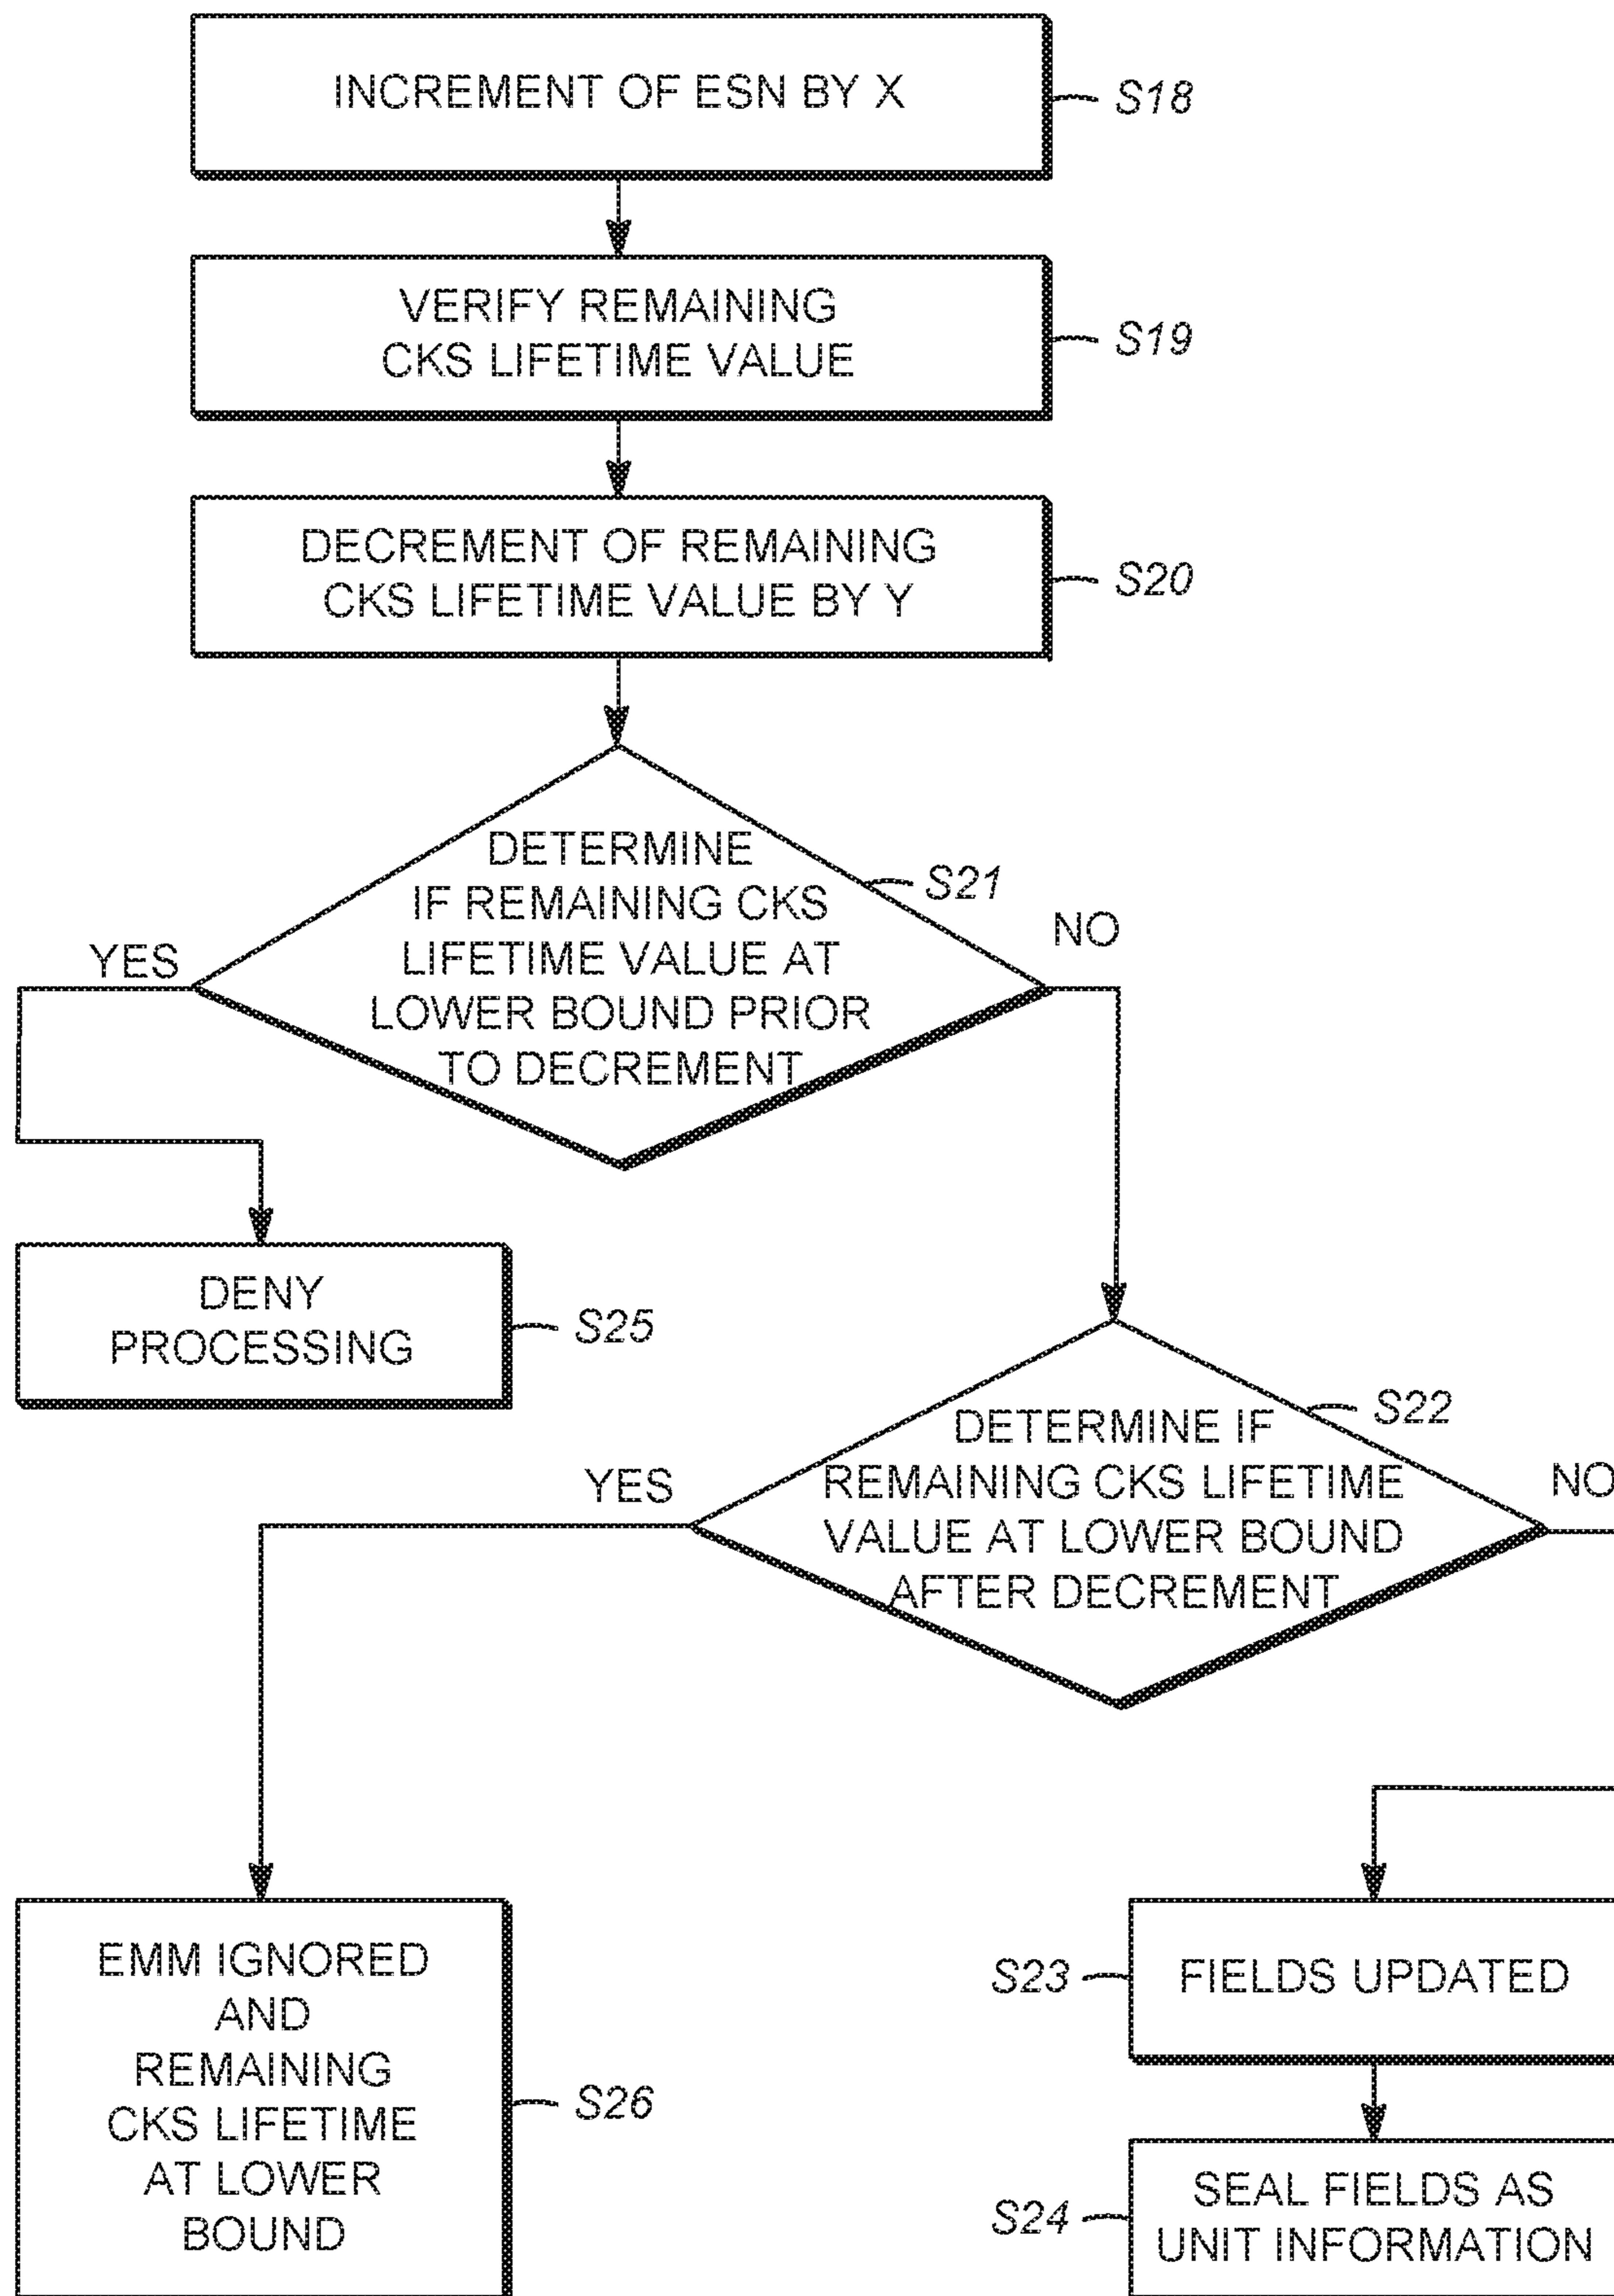 INCREMENT OF ESN BY X
S18
VERIFY REMAINING
CKS LIFETIME VALUE
S19
DECREMENT OF REMAINING
CKS LIFETIME VALUE BY Y
S20
DETERMINE
IF REMAINING CKS
LIFETIME VALUE AT
LOWER BOUND PRIOR
TO DECREMENT
S21
YES
NO
DENY
PROCESSING
S25
DETERMINE IF
REMAINING CKS LIFETIME
VALUE AT LOWER BOUND
AFTER DECREMENT
S22
YES
NO
EMM IGNORED
AND
REMAINING
CKS LIFETIME
AT LOWER
BOUND
S26
S23
FIELDS UPDATED
S24
SEAL FIELDS AS
UNIT INFORMATION